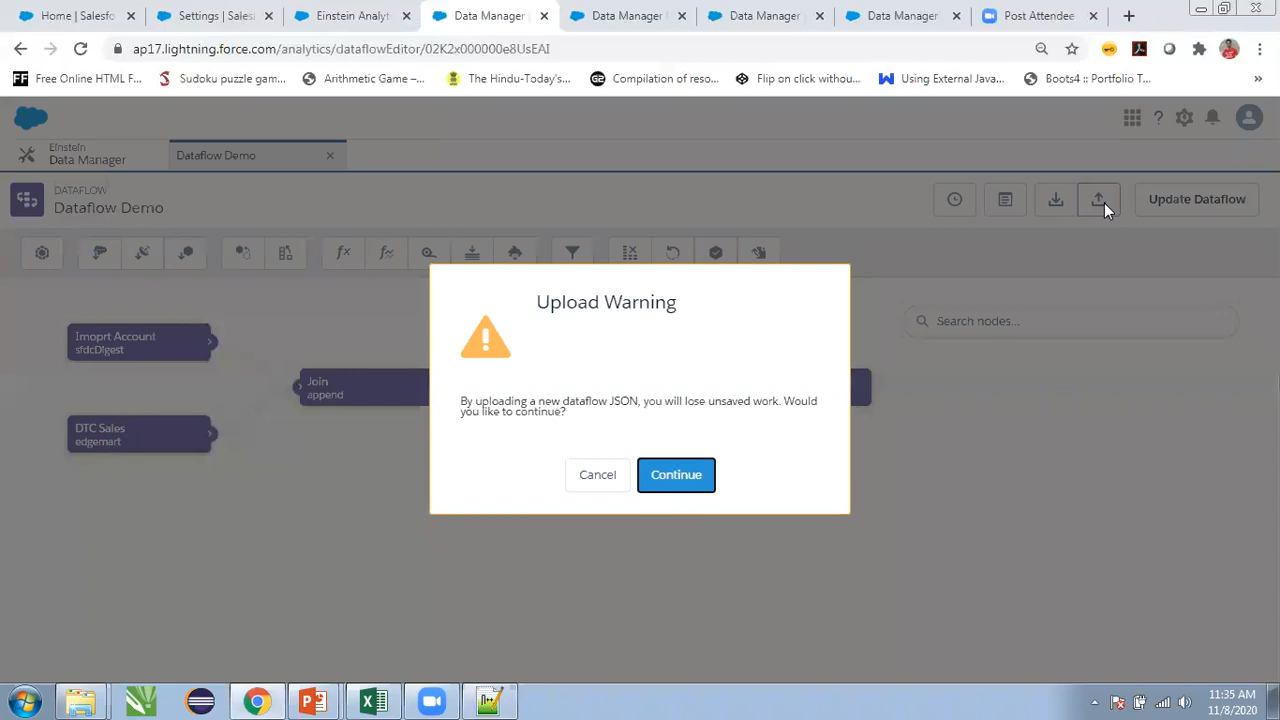 Home | Salesfo
Settings | Sales
Einstein Analyt
Data Manager
Data Manager
Data Manager
Data Manager
Post Attendee
ap17.lightning.force.com/analytics/dataflowEditor/02K2x000000e8UsEAI
Free Online HTML F...
Sudoku puzzle gam...
Arithmetic Game –...
The Hindu-Today's...
Compilation of reso...
Flip on click withou...
Using External Java...
Boots4 :: Portfolio T...
Einstein
Data Manager
Dataflow Demo
DATAFLOW
Dataflow Demo
Update Dataflow
Imoprt Account
sfdcDigest
Join
append
DTC Sales
edgemart
Search nodes...
Upload Warning
By uploading a new dataflow JSON, you will lose unsaved work. Would
you like to continue?
Cancel
Continue
11:35 AM
11/8/2020